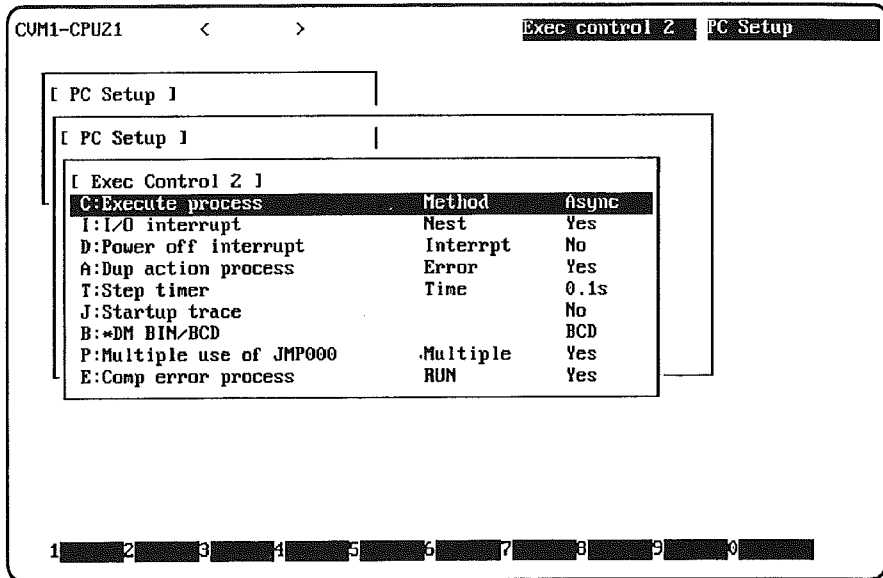 CVM1-CPU21 < > Exec control 2 PC Setup
[ PC Setup ]
[ PC Setup ]
[ Exec Control 2 ]
C:Execute process Method Async
I:I/O interrupt Nest Yes
D:Power off interrupt Interrpt No
A:Dup action process Error Yes
T:Step timer Time 0.1s
J:Startup trace No
B:*DM BIN/BCD BCD
P:Multiple use of JMP000 Multiple Yes
E:Comp error process RUN Yes
1 2 3 4 5 6 7 8 9 0